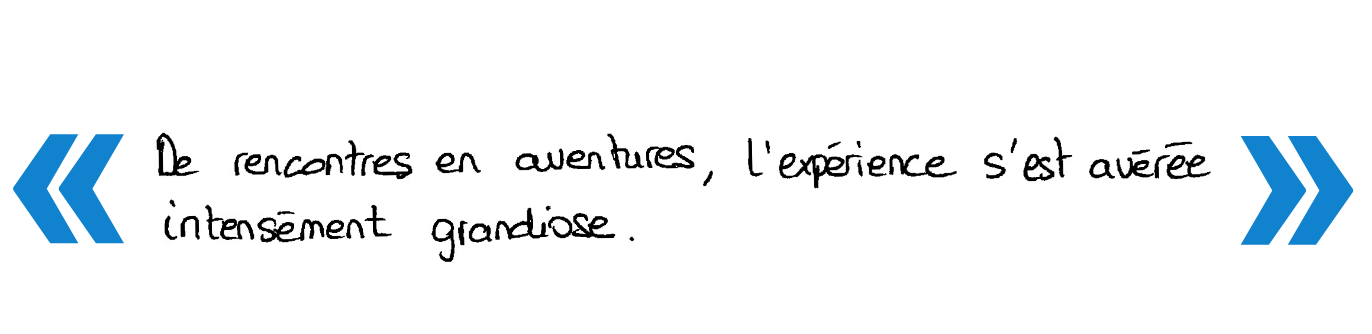 « De rencontres en aventures, l'expérience s'est avérée »
intensément grandiose.